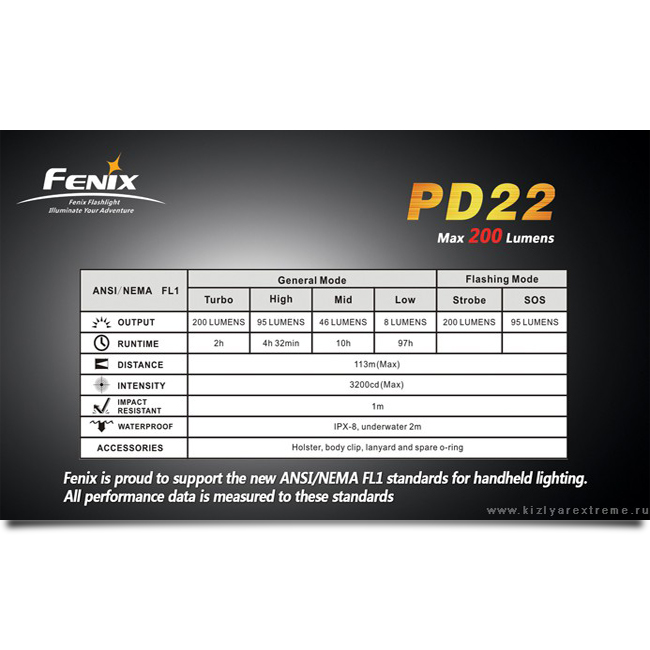 FENIX
Fenix Flashlight
Illuminate Your Adventure
PD22
Max 200 Lumens
ANSI/NEMA FL1 General Mode Flashing Mode
Turbo High Mid Low Strobe SOS
OUTPUT 200 LUMENS 95 LUMENS 46 LUMENS 8 LUMENS 200 LUMENS 95 LUMENS
RUNTIME 2h 4h 32min 10h 97h
DISTANCE 113m(Max)
INTENSITY 3200cd(Max)
IMPACT
RESISTANT 1m
WATERPROOF IPX-8, underwater 2m
ACCESSORIES Holster, body clip, lanyard and spare o-ring
Fenix is proud to support the new ANSI/NEMA FL1 standards for handheld lighting.
All performance data is measured to these standards
www.kizlyarextreme.ru